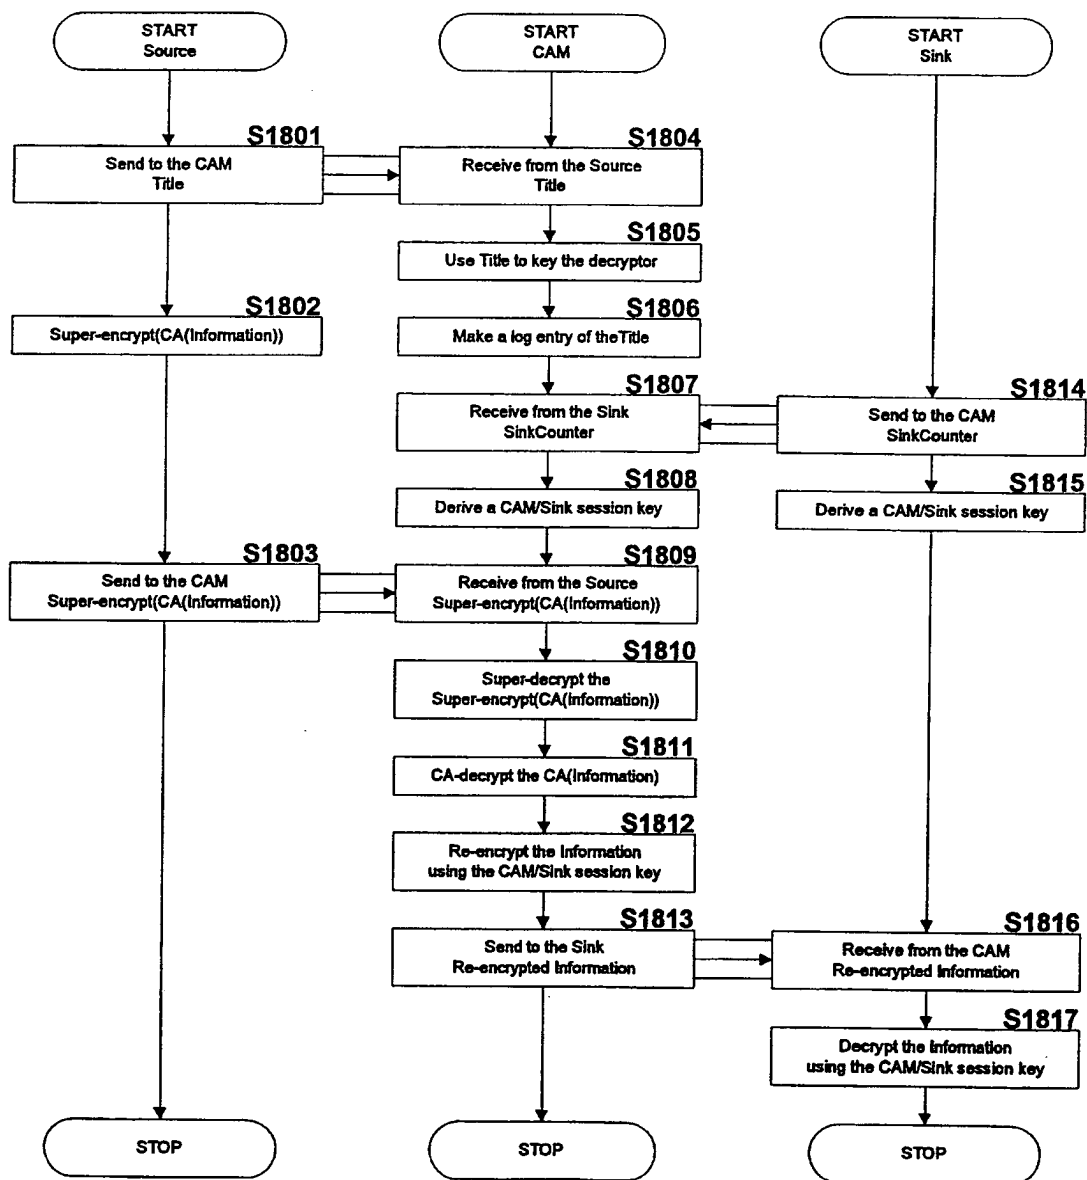 START
Source
START
CAM
START
Sink
S1801
Send to the CAM
Title
S1804
Receive from the Source
Title
S1805
Use Title to key the decryptor
S1802
Super-encrypt(CA(Information))
S1806
Make a log entry of theTitle
S1807
Receive from the Sink
SinkCounter
S1814
Send to the CAM
SinkCounter
S1808
Derive a CAM/Sink session key
S1815
Derive a CAM/Sink session key
S1803
Send to the CAM
Super-encrypt(CA(Information))
S1809
Receive from the Source
Super-encrypt(CA(Information))
S1810
Super-decrypt the
Super-encrypt(CA(Information))
S1811
CA-decrypt the CA(Information)
S1812
Re-encrypt the Information
using the CAM/Sink session key
S1813
Send to the Sink
Re-encrypted Information
S1816
Receive from the CAM
Re-encrypted Information
S1817
Decrypt the Information
using the CAM/Sink session key
STOP
STOP
STOP